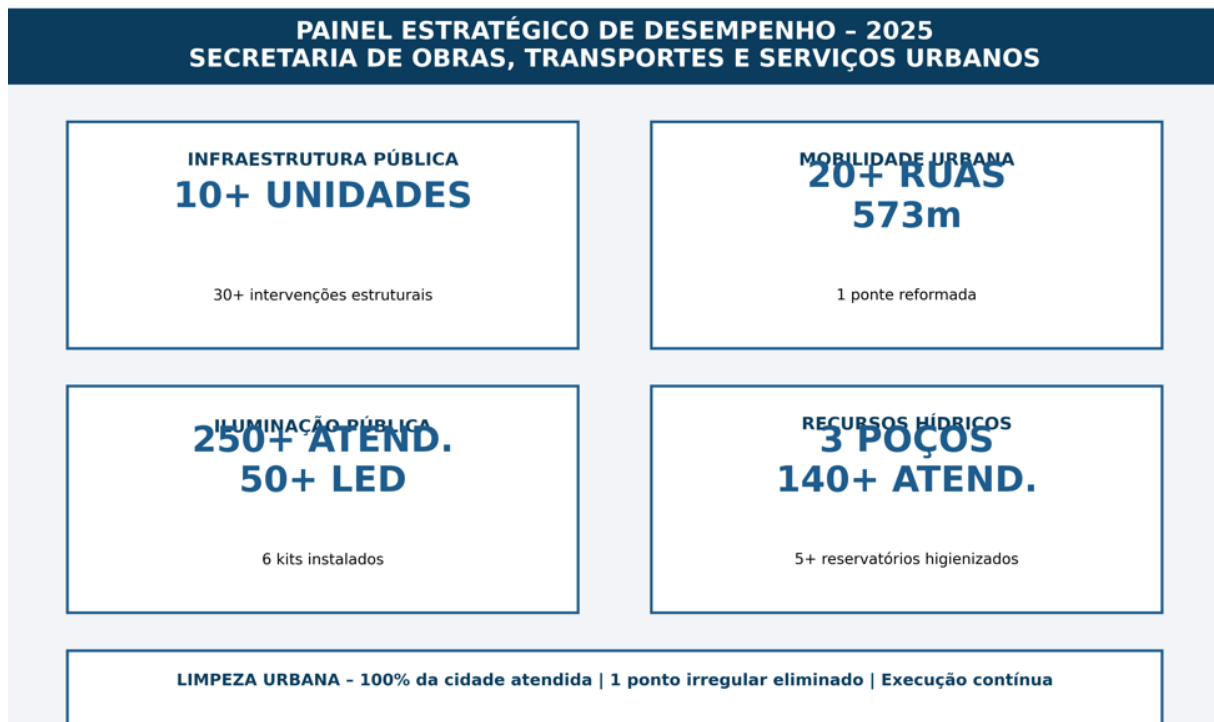 PAINEL ESTRATÉGICO DE DESEMPENHO – 2025
SECRETARIA DE OBRAS, TRANSPORTES E SERVIÇOS URBANOS
INFRAESTRUTURA PÚBLICA
10+ UNIDADES
30+ intervenções estruturais
MOBILIDADE URBANA
20+ RUAS
573m
1 ponte reformada
ILUMINAÇÃO PÚBLICA
250+ ATEND.
50+ LED
6 kits instalados
RECURSOS HÍDRICOS
3 POÇOS
140+ ATEND.
5+ reservatórios higienizados
LIMPEZA URBANA – 100% da cidade atendida | 1 ponto irregular eliminado | Execução contínua